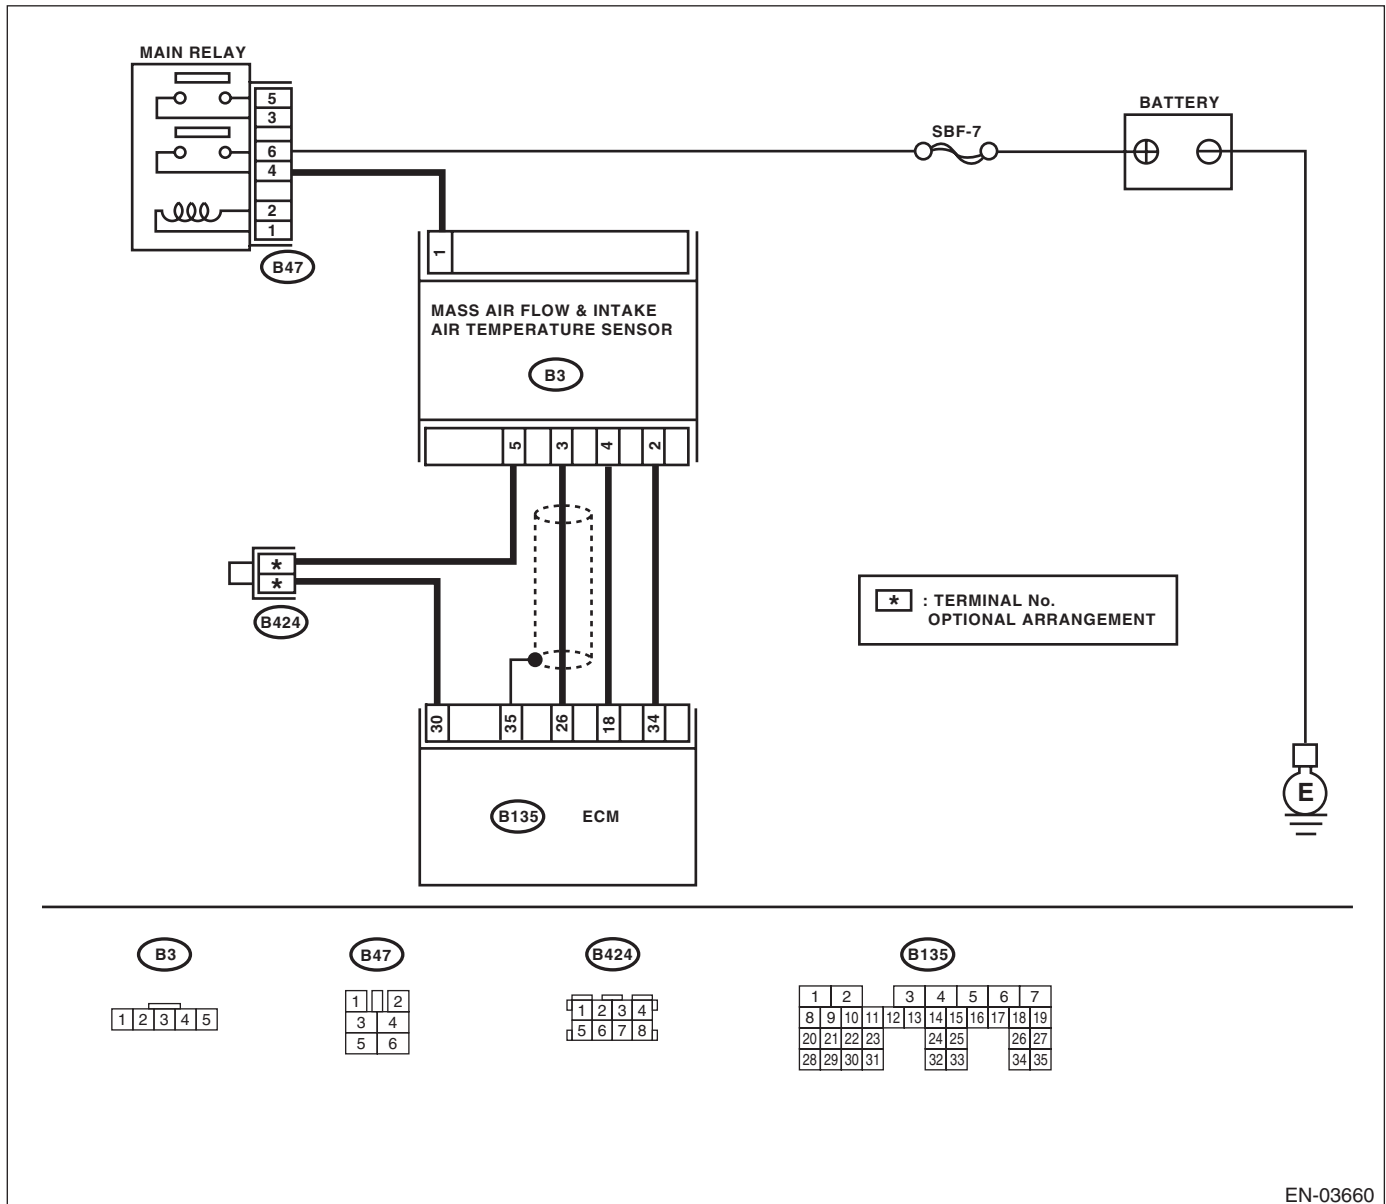 MAIN RELAY
5
3
6
4
2
1
B47
SBF-7
BATTERY
1
MASS AIR FLOW & INTAKE
AIR TEMPERATURE SENSOR
B3
5 3 4 2
*
*
B424
* : TERMINAL No.
OPTIONAL ARRANGEMENT
30 35 26 18 34
B135 ECM
E
B3 B47 B424 B135
1 2 3 4 5
1 2
3 4
5 6
1 2 3 4
5 6 7 8
1 2 3 4 5 6 7
8 9 10 11 12 13 14 15 16 17 18 19
20 21 22 23 24 25 26 27
28 29 30 31 32 33 34 35
EN-03660